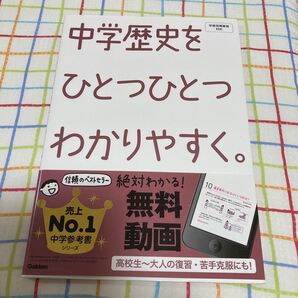 中学歴史を
ひとつひとつ
わかりやすく。
信頼のベストセラー
売上
No.1
中学参考書
シリーズ
絶対わかる!
無料
動画
高校生〜大人の復習・苦手克服にも!
Gakken